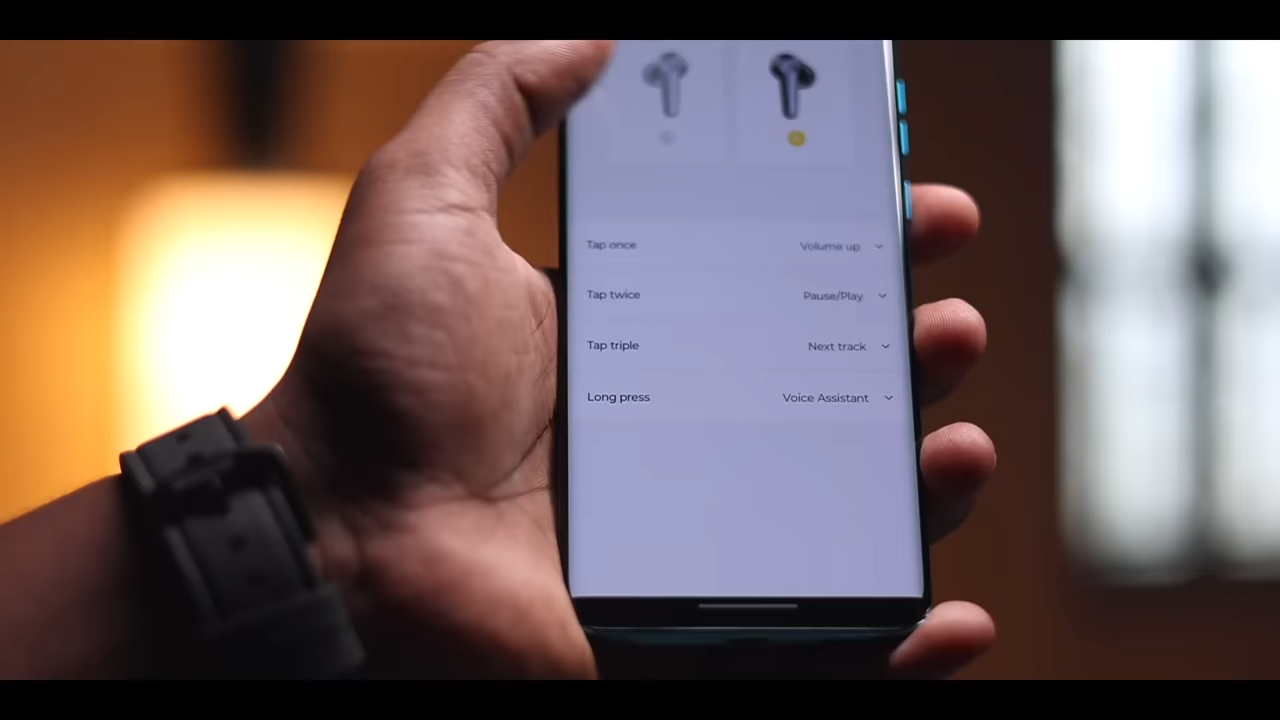 Tap once Volume up
Tap twice Pause/Play
Tap triple Next track
Long press Voice Assistant